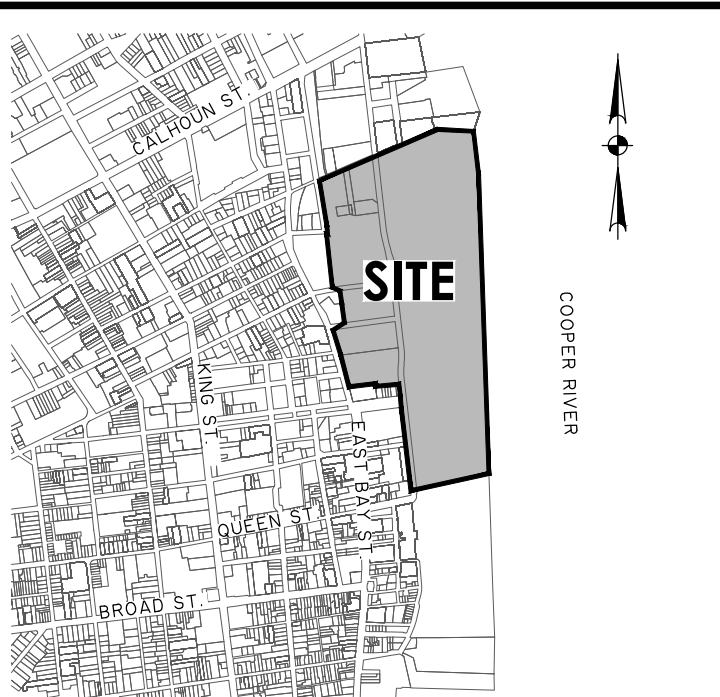 CALHOUN ST.
SITE
COOPER RIVER
KING ST.
EAST BAY ST.
QUEEN ST.
BROAD ST.